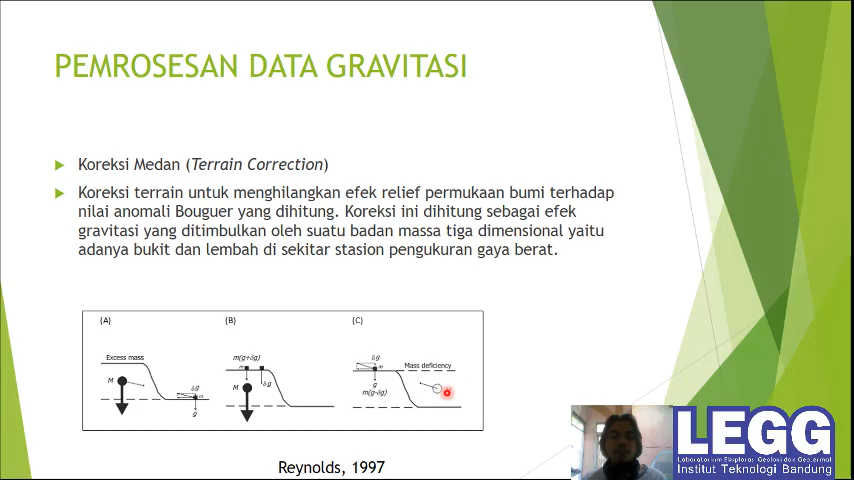 PEMROSESAN DATA GRAVITASI
Koreksi Medan (Terrain Correction)
Koreksi terrain untuk menghilangkan efek relief permukaan bumi terhadap
nilai anomali Bouguer yang dihitung. Koreksi ini dihitung sebagai efek
gravitasi yang ditimbulkan oleh suatu badan massa tiga dimensional yaitu
adanya bukit dan lembah di sekitar stasion pengukuran gaya berat.
(A)
Excess mass
M
δg
m
g
(B)
m(g+δg)
m
M
δg
(C)
δg
m
Mass deficiency
g
m(g-δg)
Reynolds, 1997
LEGG
Laboratorium Eksplorasi Geologi dan Geotermal
Institut Teknologi Bandung